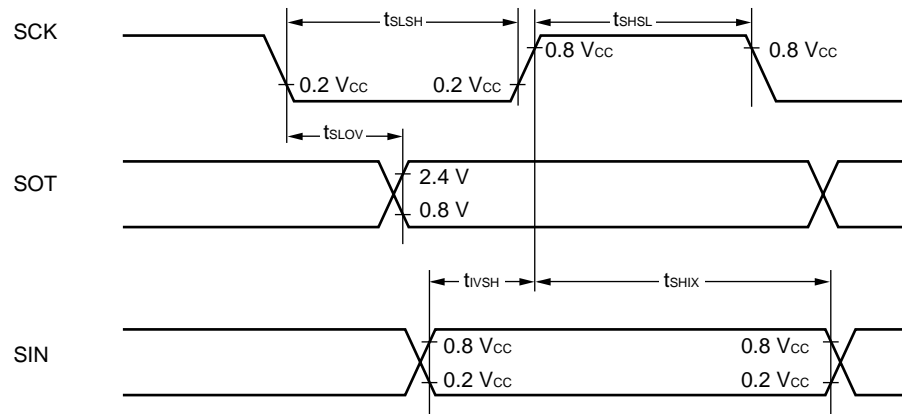 tSLSH
tSHSL
SCK
0.8 VCC
0.8 VCC
0.2 VCC
0.2 VCC
tSLOV
SOT
2.4 V
0.8 V
tIVSH
tSHIX
SIN
0.8 VCC
0.8 VCC
0.2 VCC
0.2 VCC